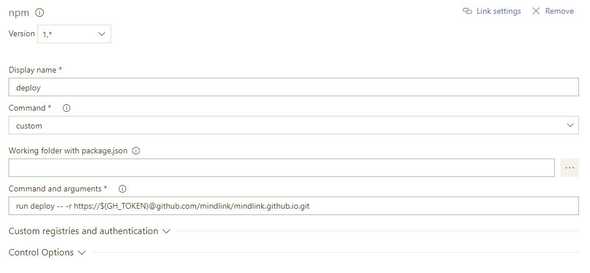 npm
Link settings
Remove
Version 1.*
Display name *
deploy
Command *
custom
Working folder with package.json
...
Command and arguments *
run deploy -- -r https://$(GH_TOKEN)@github.com/mindlink/mindlink.github.io.git
Custom registries and authentication
Control Options